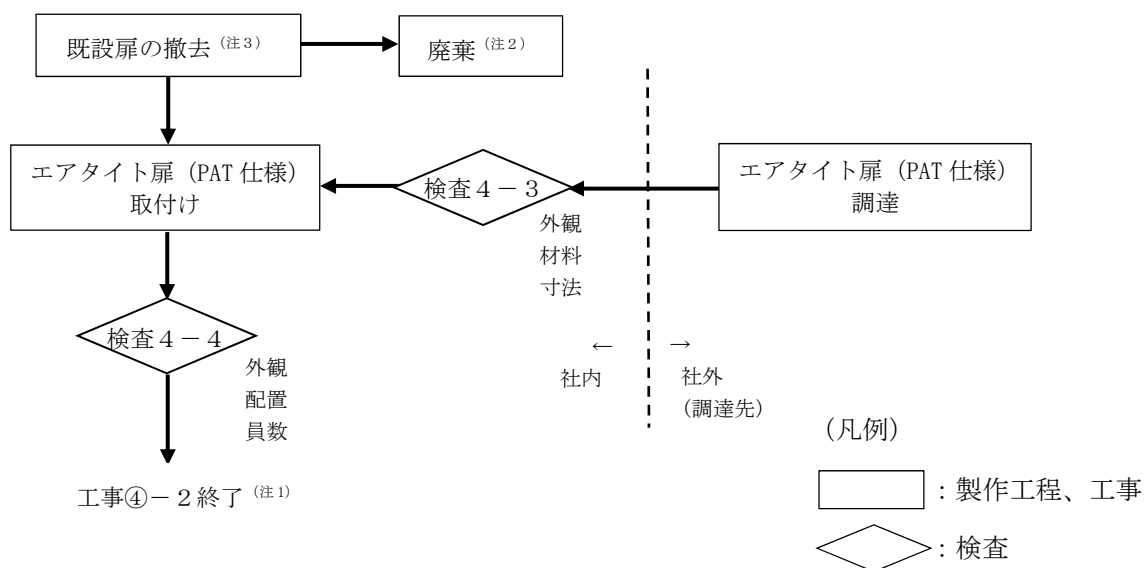 既設扉の撤去(注3)
廃棄(注2)
エアタイト扉（PAT仕様）
取付け
検査４－３
エアタイト扉（PAT仕様）
調達
外観
材料
寸法
検査４－４
外観
配置
員数
←
社内
→
社外
(調達先)
工事④－２終了(注1)
(凡例)
：製作工程、工事
：検査